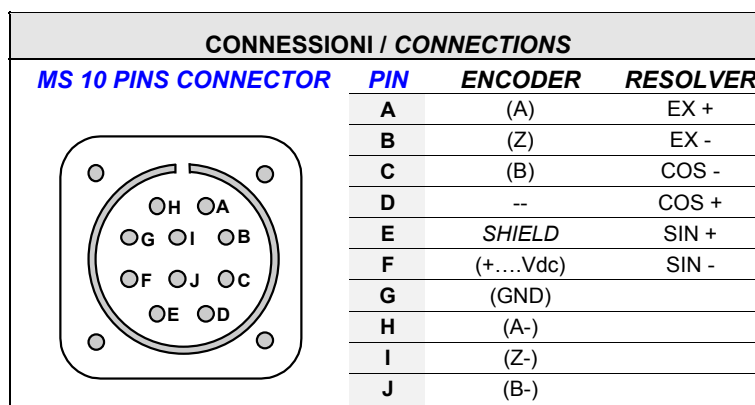 CONNESSIONI / CONNECTIONS
MS 10 PINS CONNECTOR PIN ENCODER RESOLVER
A (A) EX +
B (Z) EX -
C (B) COS -
D -- COS +
E SHIELD SIN +
F (+....Vdc) SIN -
G (GND)
H (A-)
I (Z-)
J (B-)
H A
G I B
F J C
E D